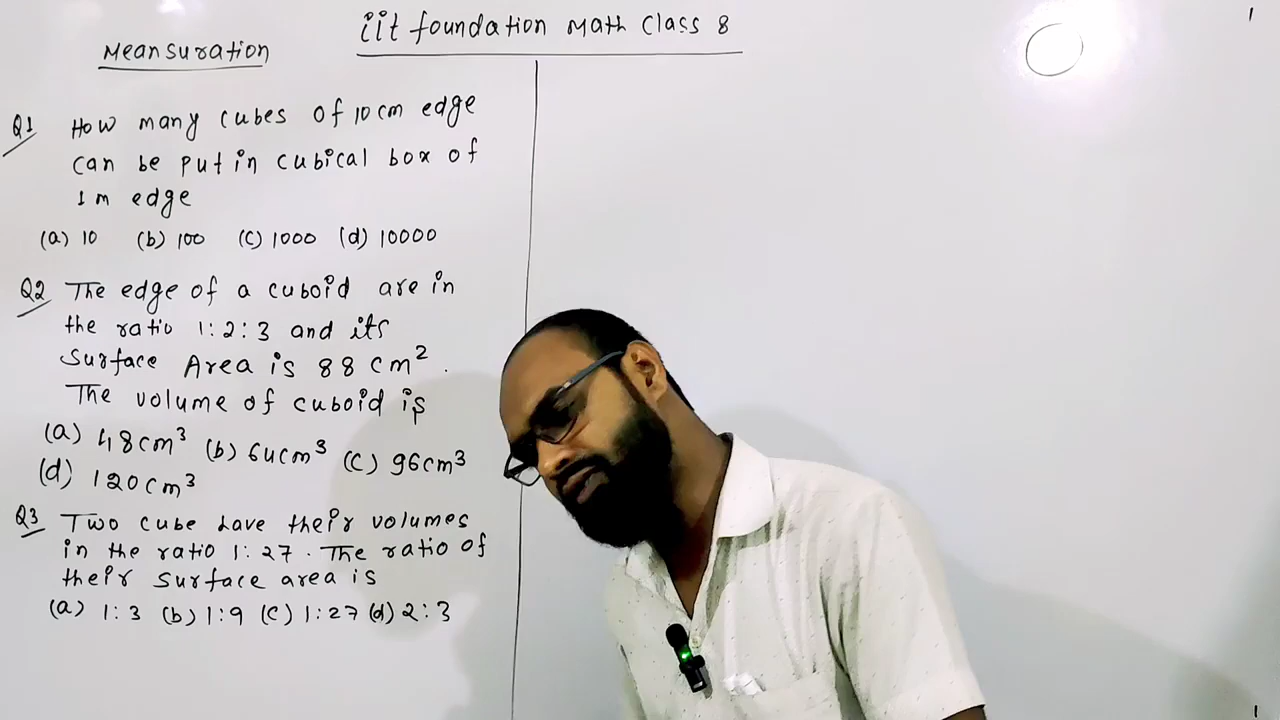 iit foundation Math Class 8
Meansuration
Q1 How many cubes of 10cm edge
can be put in cubical box of
1m edge
(a) 10 (b) 100 (c) 1000 (d) 10000
Q2 The edge of a cuboid are in
the ratio 1:2:3 and its
Surface Area is 88 cm².
The volume of cuboid is
(a) 48cm³ (b) 64cm³ (c) 96cm³
(d) 120cm³
Q3 Two cube have their volumes
in the ratio 1:27. The ratio of
their surface area is
(a) 1:3 (b) 1:9 (c) 1:27 (d) 2:3